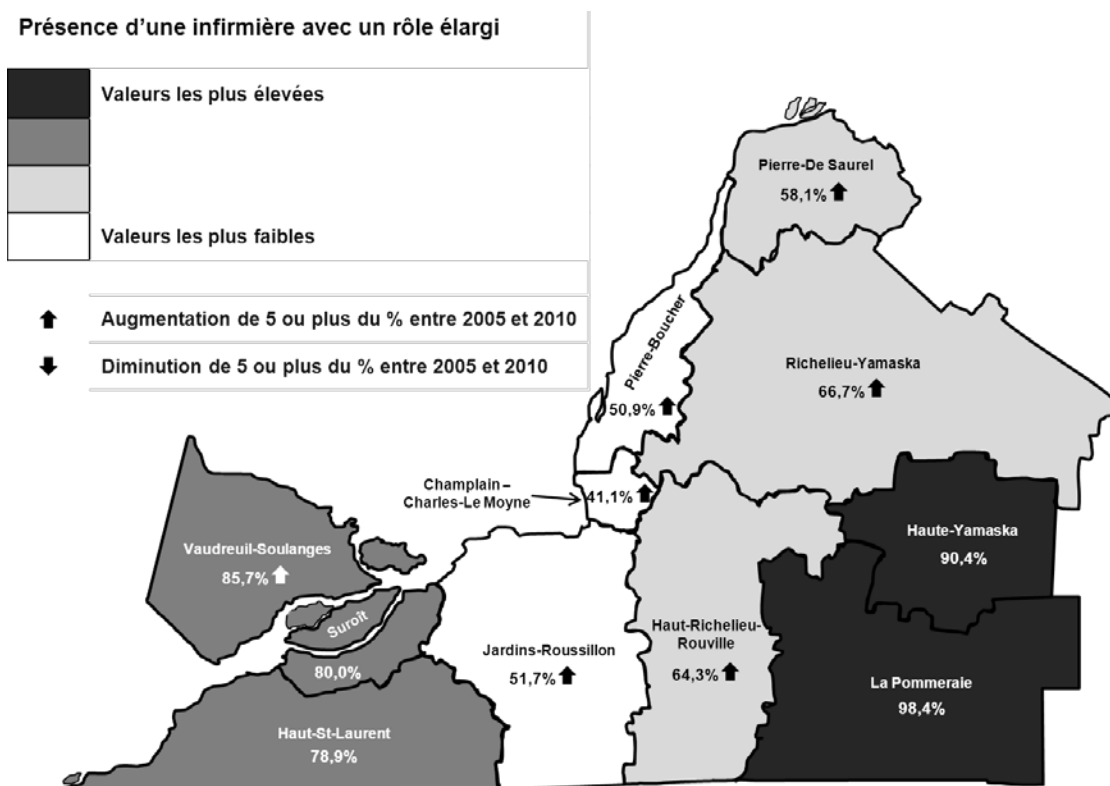 Présence d’une infirmière avec un rôle élargi
Valeurs les plus élevées
Valeurs les plus faibles
Augmentation de 5 ou plus du % entre 2005 et 2010
Diminution de 5 ou plus du % entre 2005 et 2010
Pierre-De Saurel
58,1%
Pierre-Boucher
50,9%
Richelieu-Yamaska
66,7%
Champlain –
Charles-Le Moyne
41,1%
Haute-Yamaska
90,4%
Vaudreuil-Soulanges
85,7%
Suroît
80,0%
Haut-St-Laurent
78,9%
Jardins-Roussillon
51,7%
Haut-Richelieu-
Rouville
64,3%
La Pommeraie
98,4%